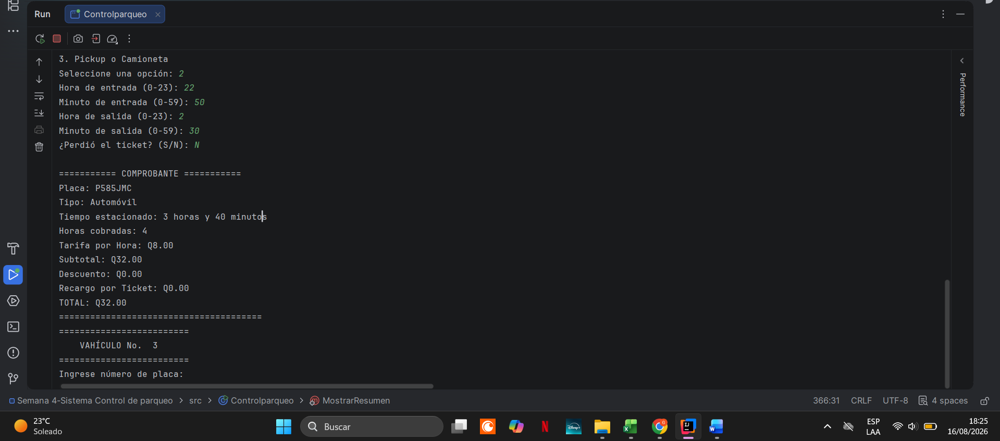 Run
Controlparqueo
3. Pickup o Camioneta
Seleccione una opción: 2
Hora de entrada (0-23): 22
Minuto de entrada (0-59): 50
Hora de salida (0-23): 2
Minuto de salida (0-59): 30
¿Perdió el ticket? (S/N): N
=========== COMPROBANTE ===========
Placa: P585JMC
Tipo: Automóvil
Tiempo estacionado: 3 horas y 40 minutos
Horas cobradas: 4
Tarifa por Hora: Q8.00
Subtotal: Q32.00
Descuento: Q0.00
Recargo por Ticket: Q0.00
TOTAL: Q32.00
=======================================
=========================
VAHÍCULO No.  3
=========================
Ingrese número de placa:
Performance
Semana 4-Sistema Control de parqueo > src > Controlparqueo > MostrarResumen
366:31 CRLF UTF-8 4 spaces
23°C
Soleado
Buscar
Disney+
ESP
LAA
18:25
16/08/2026